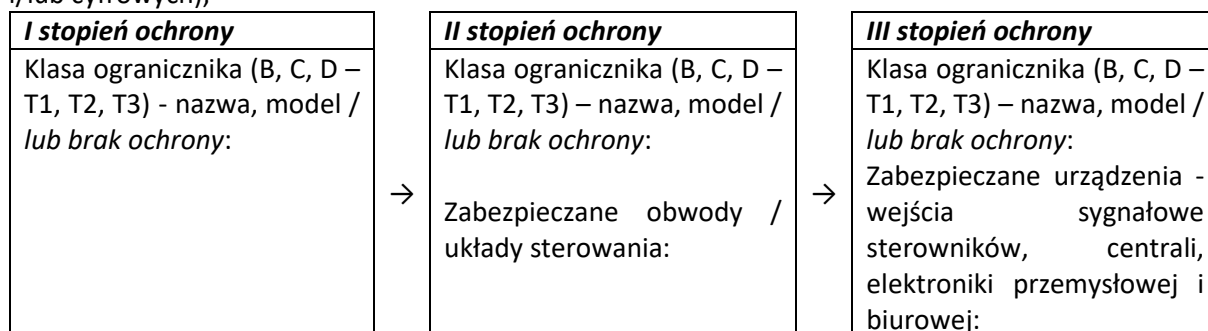 i/lub cyfrowych),
I stopień ochrony
Klasa ogranicznika (B, C, D –
T1, T2, T3) - nazwa, model /
lub brak ochrony:
→
II stopień ochrony
Klasa ogranicznika (B, C, D –
T1, T2, T3) – nazwa, model /
lub brak ochrony:
Zabezpieczane obwody /
układy sterowania:
→
III stopień ochrony
Klasa ogranicznika (B, C, D –
T1, T2, T3) – nazwa, model /
lub brak ochrony:
Zabezpieczane urządzenia -
wejścia sygnałowe
sterowników, centrali,
elektroniki przemysłowej i
biurowej: